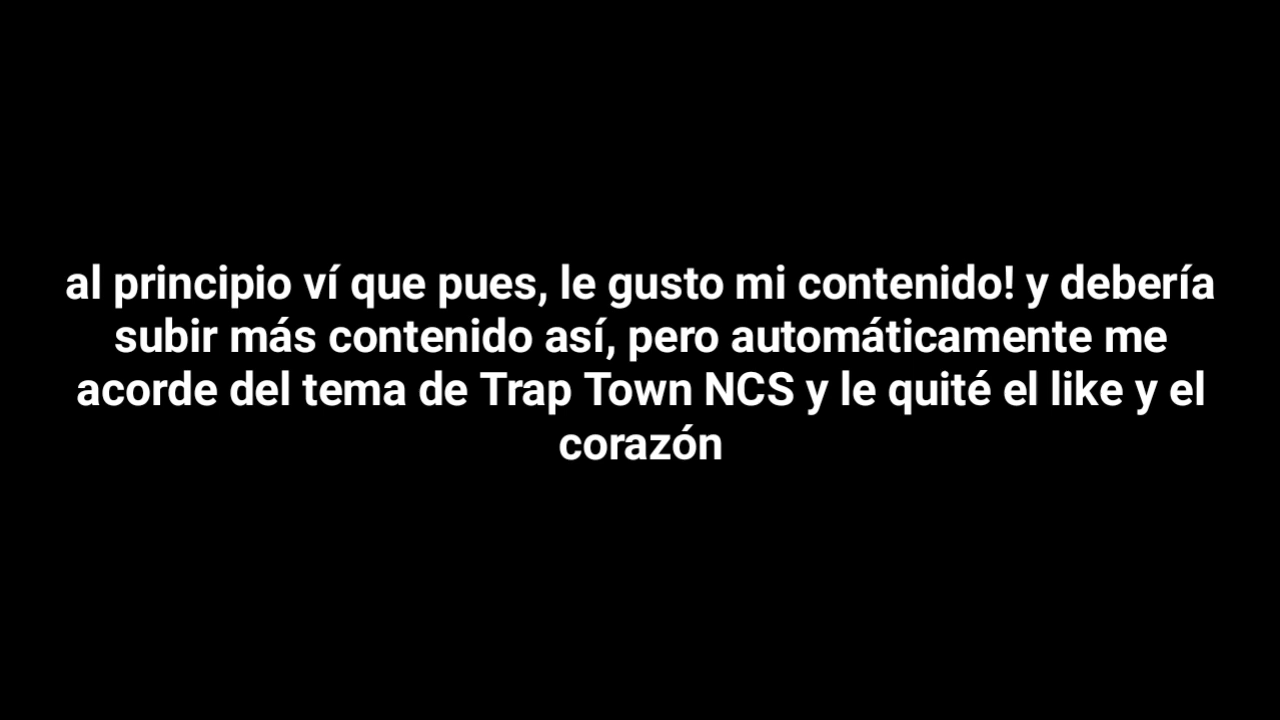 al principio ví que pues, le gusto mi contenido! y debería
subir más contenido así, pero automáticamente me
acorde del tema de Trap Town NCS y le quité el like y el
corazón